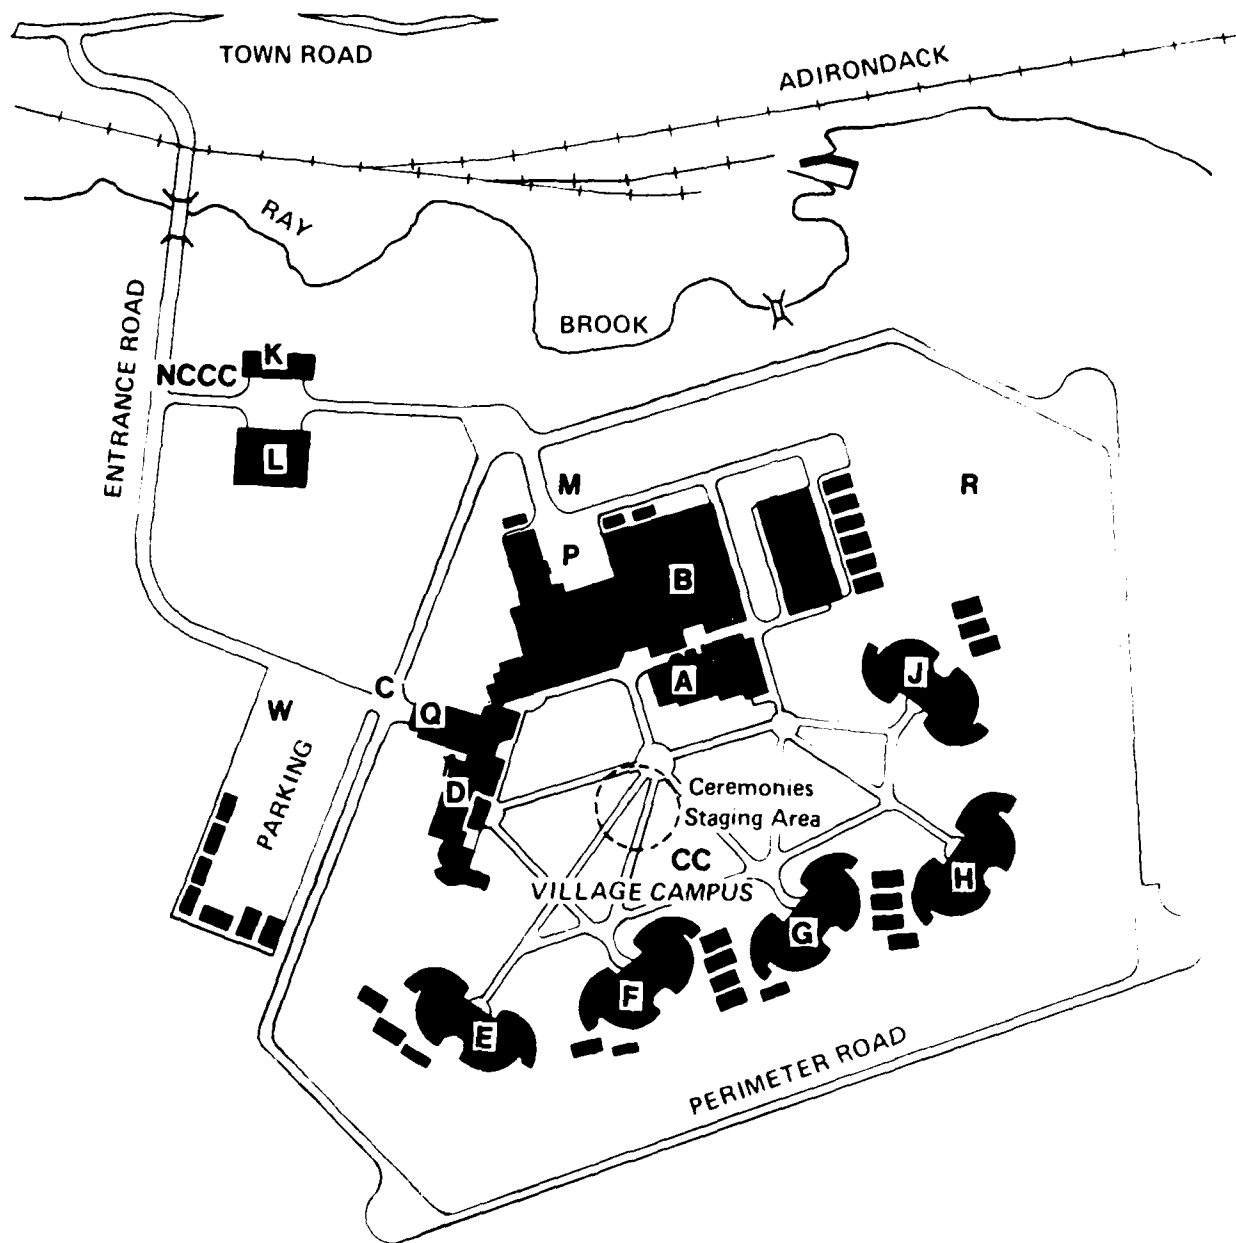 TOWN ROAD
ADIRONDACK
RAY
BROOK
ENTRANCE ROAD
K
NCCC
L
M
R
P
B
A
J
C
Q
W
PARKING
D
Ceremonies
Staging Area
CC
VILLAGE CAMPUS
H
G
F
E
PERIMETER ROAD